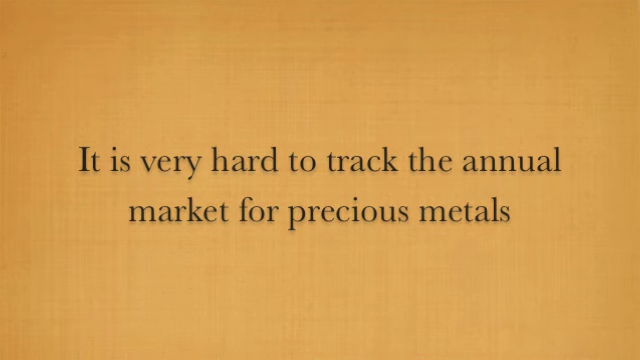 It is very hard to track the annual
market for precious metals